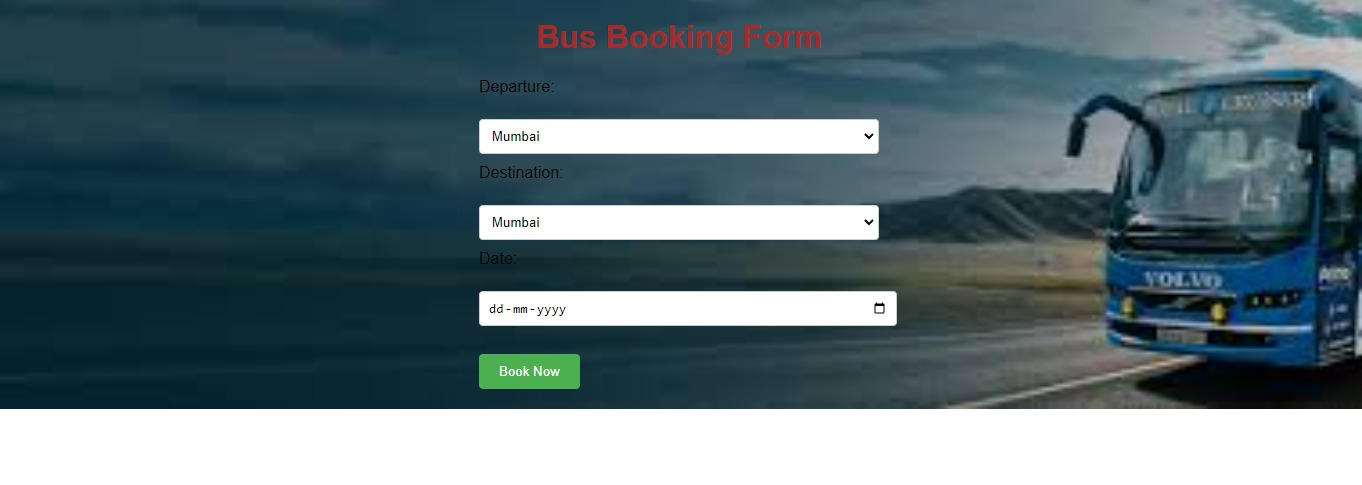 Bus Booking Form
Departure:
Mumbai
Destination:
Mumbai
Date:
dd-mm-yyyy
Book Now
VOLVO